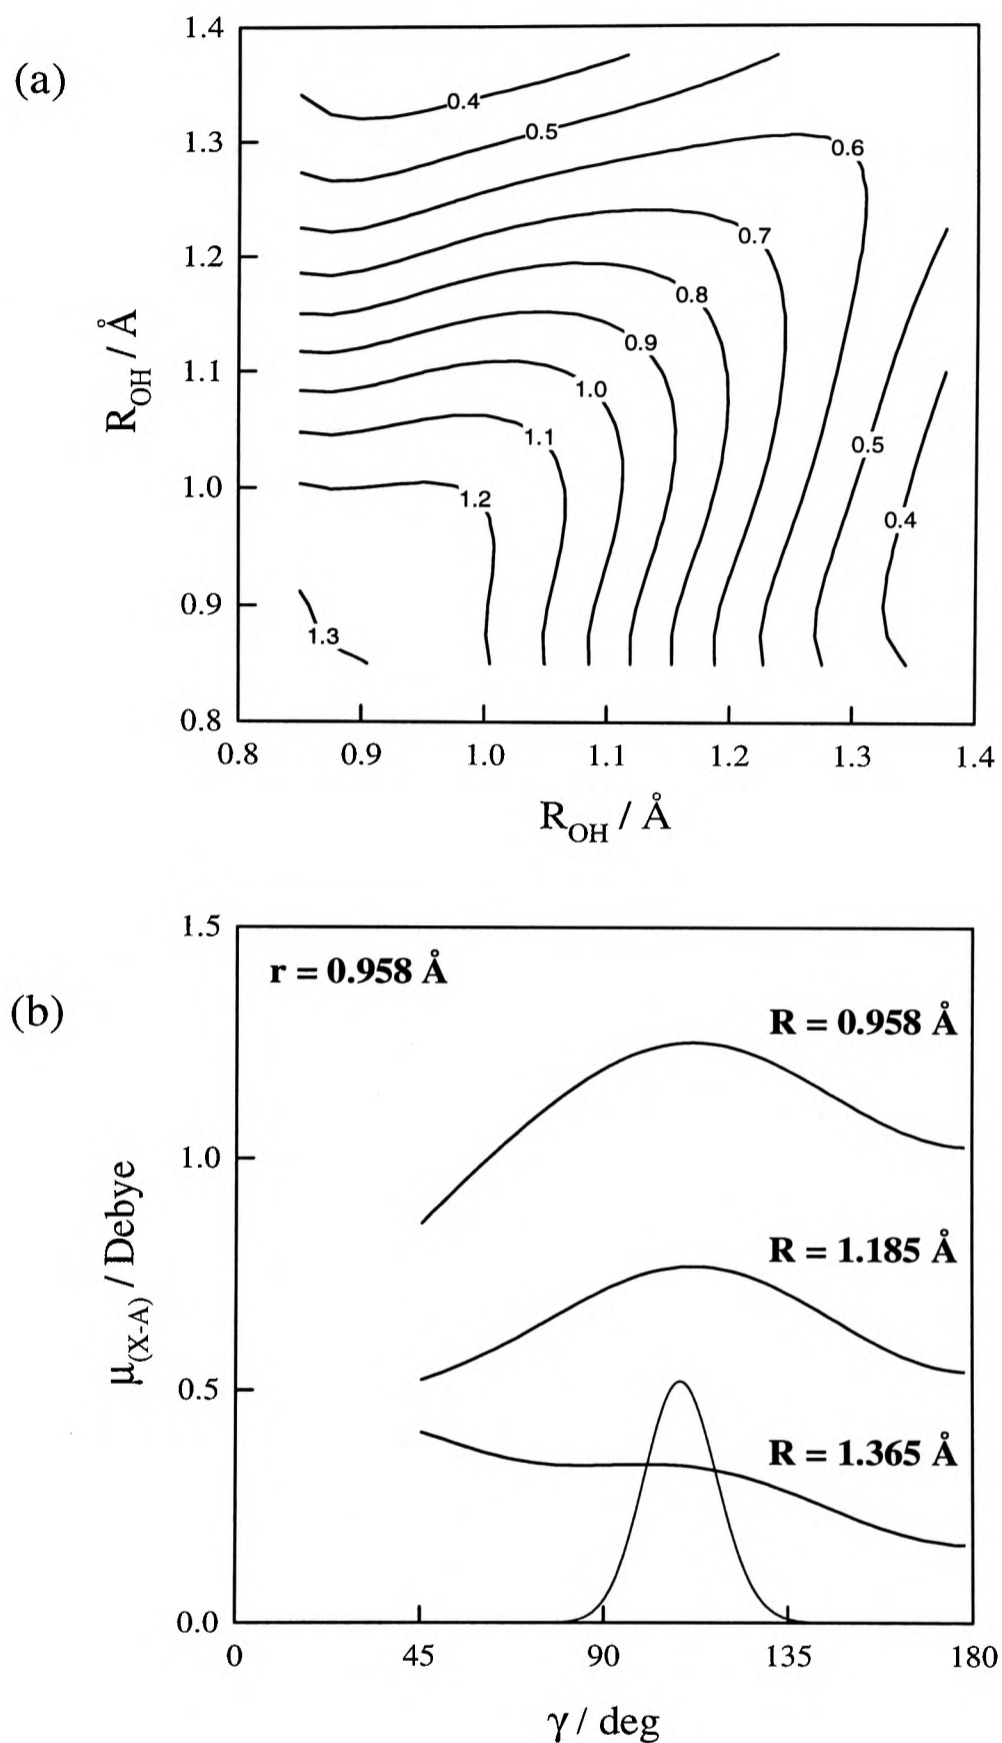 (a)
1.4
1.3
1.2
1.1
1.0
0.9
0.8
R_OH / Å
0.4
0.5
0.6
0.7
0.8
0.9
1.0
1.1
1.2
1.3
0.5
0.4
0.8 0.9 1.0 1.1 1.2 1.3 1.4
R_OH / Å
(b)
1.5
1.0
0.5
0.0
μ_(X-A) / Debye
r = 0.958 Å
R = 0.958 Å
R = 1.185 Å
R = 1.365 Å
0 45 90 135 180
γ / deg